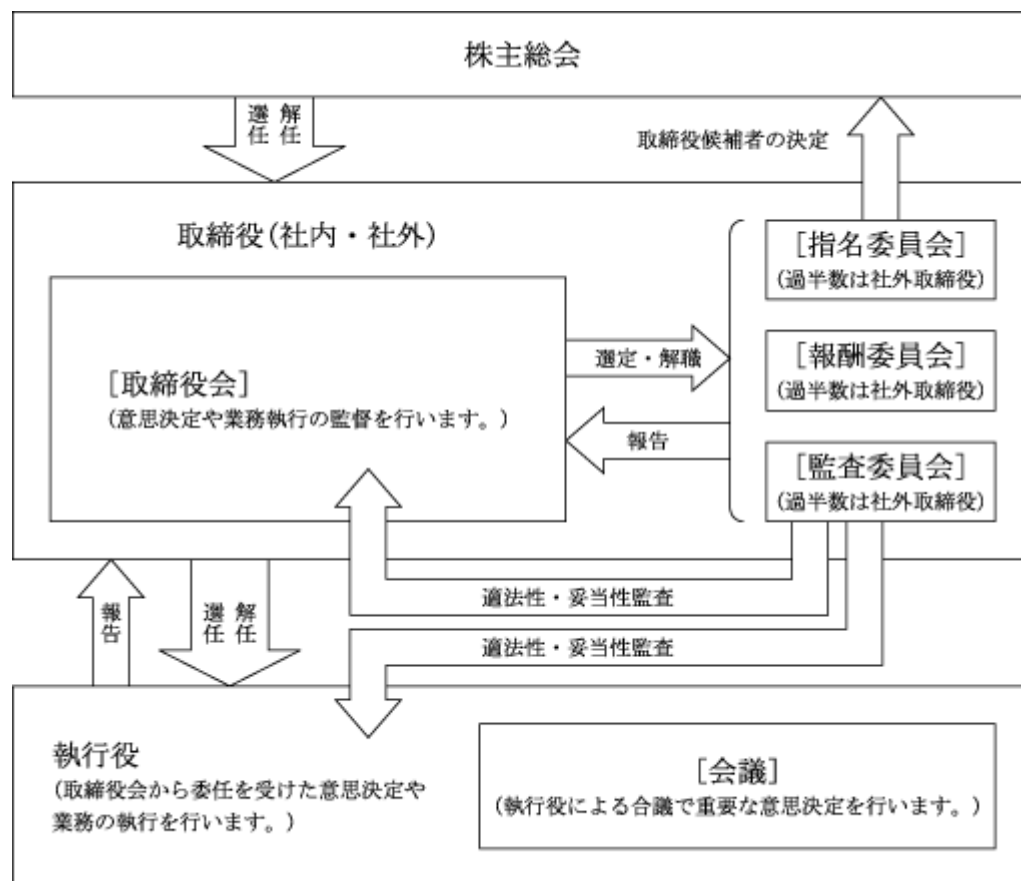 株主総会
選任
解任
取締役候補者の決定
取締役(社内・社外)
[指名委員会]
(過半数は社外取締役)
[取締役会]
(意思決定や業務執行の監督を行います。)
選定・解職
報告
[報酬委員会]
(過半数は社外取締役)
[監査委員会]
(過半数は社外取締役)
適法性・妥当性監査
適法性・妥当性監査
報告
選任
解任
執行役
(取締役会から委任を受けた意思決定や
業務の執行を行います。)
[会議]
(執行役による合議で重要な意思決定を行います。)